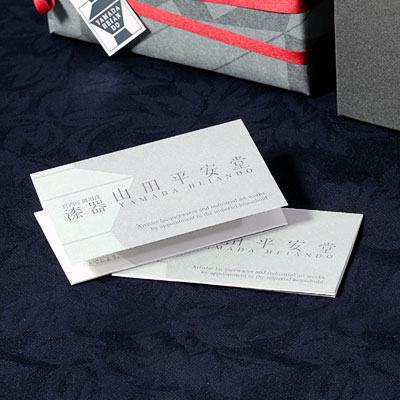 YAMADA
HEIAN
DO
宮内庁御用達
漆器 山田平安堂
YAMADA HEIANDO
Artistic lacquerwares and industrial art works
by appointment to the imperial household
山田平安堂
YAMADA HEIANDO
Artistic lacquerwares and industrial art works
by appointment to the imperial household